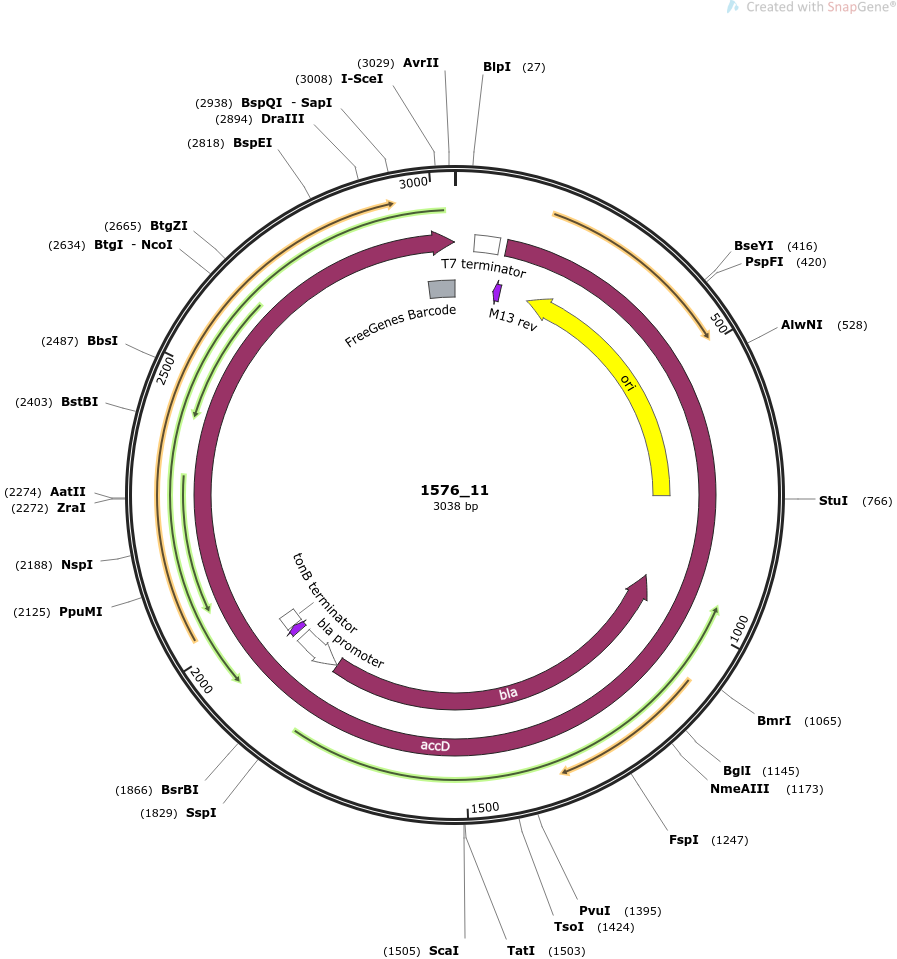 Created with SnapGene®
(3029) AvrII
BlpI (27)
(3008) I-SceI
(2938) BspQI - SapI
(2894) DraIII
(2818) BspEI
3000
(2665) BtgZI
(2634) BtgI - NcoI
BseYI (416)
PspFI (420)
T7 terminator
FreeGenes Barcode
M13 rev
500
AlwNI (528)
(2487) BbsI
2500
ori
(2403) BstBI
(2274) AatII
(2272) ZraI
1576_11
3038 bp
StuI (766)
(2188) NspI
(2125) PpuMI
tonB terminator
bla promoter
1000
2000
bla
accD
BmrI (1065)
BglI (1145)
NmeAIII (1173)
(1866) BsrBI
(1829) SspI
1500
FspI (1247)
PvuI (1395)
TsoI (1424)
(1505) ScaI
TatI (1503)